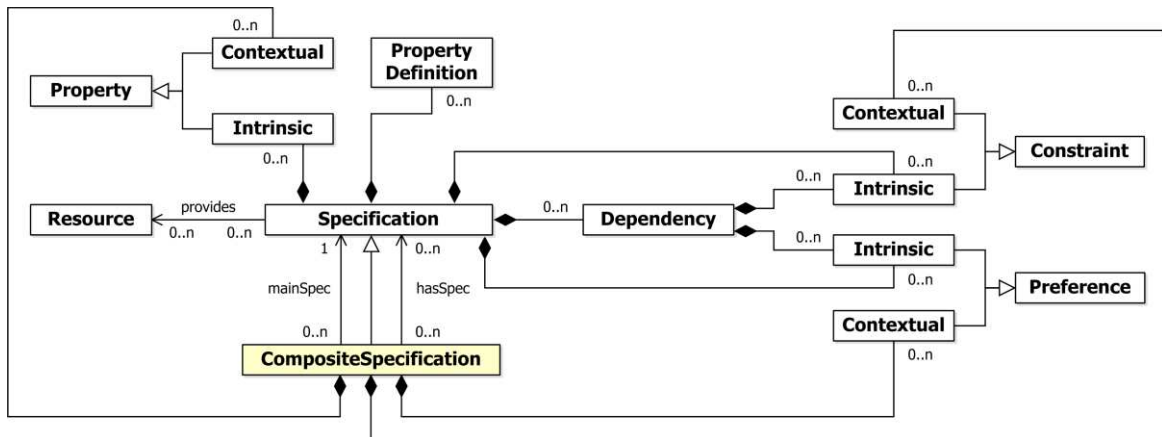 0..n
Contextual
Property
Definition
0..n
Property
Intrinsic
0..n
0..n
Contextual
Constraint
0..n
0..n
Intrinsic
Resource
provides
0..n
0..n
Specification
0..n
Dependency
1
0..n
0..n
Intrinsic
0..n
mainSpec
hasSpec
Preference
0..n
0..n
Contextual
0..n
CompositeSpecification